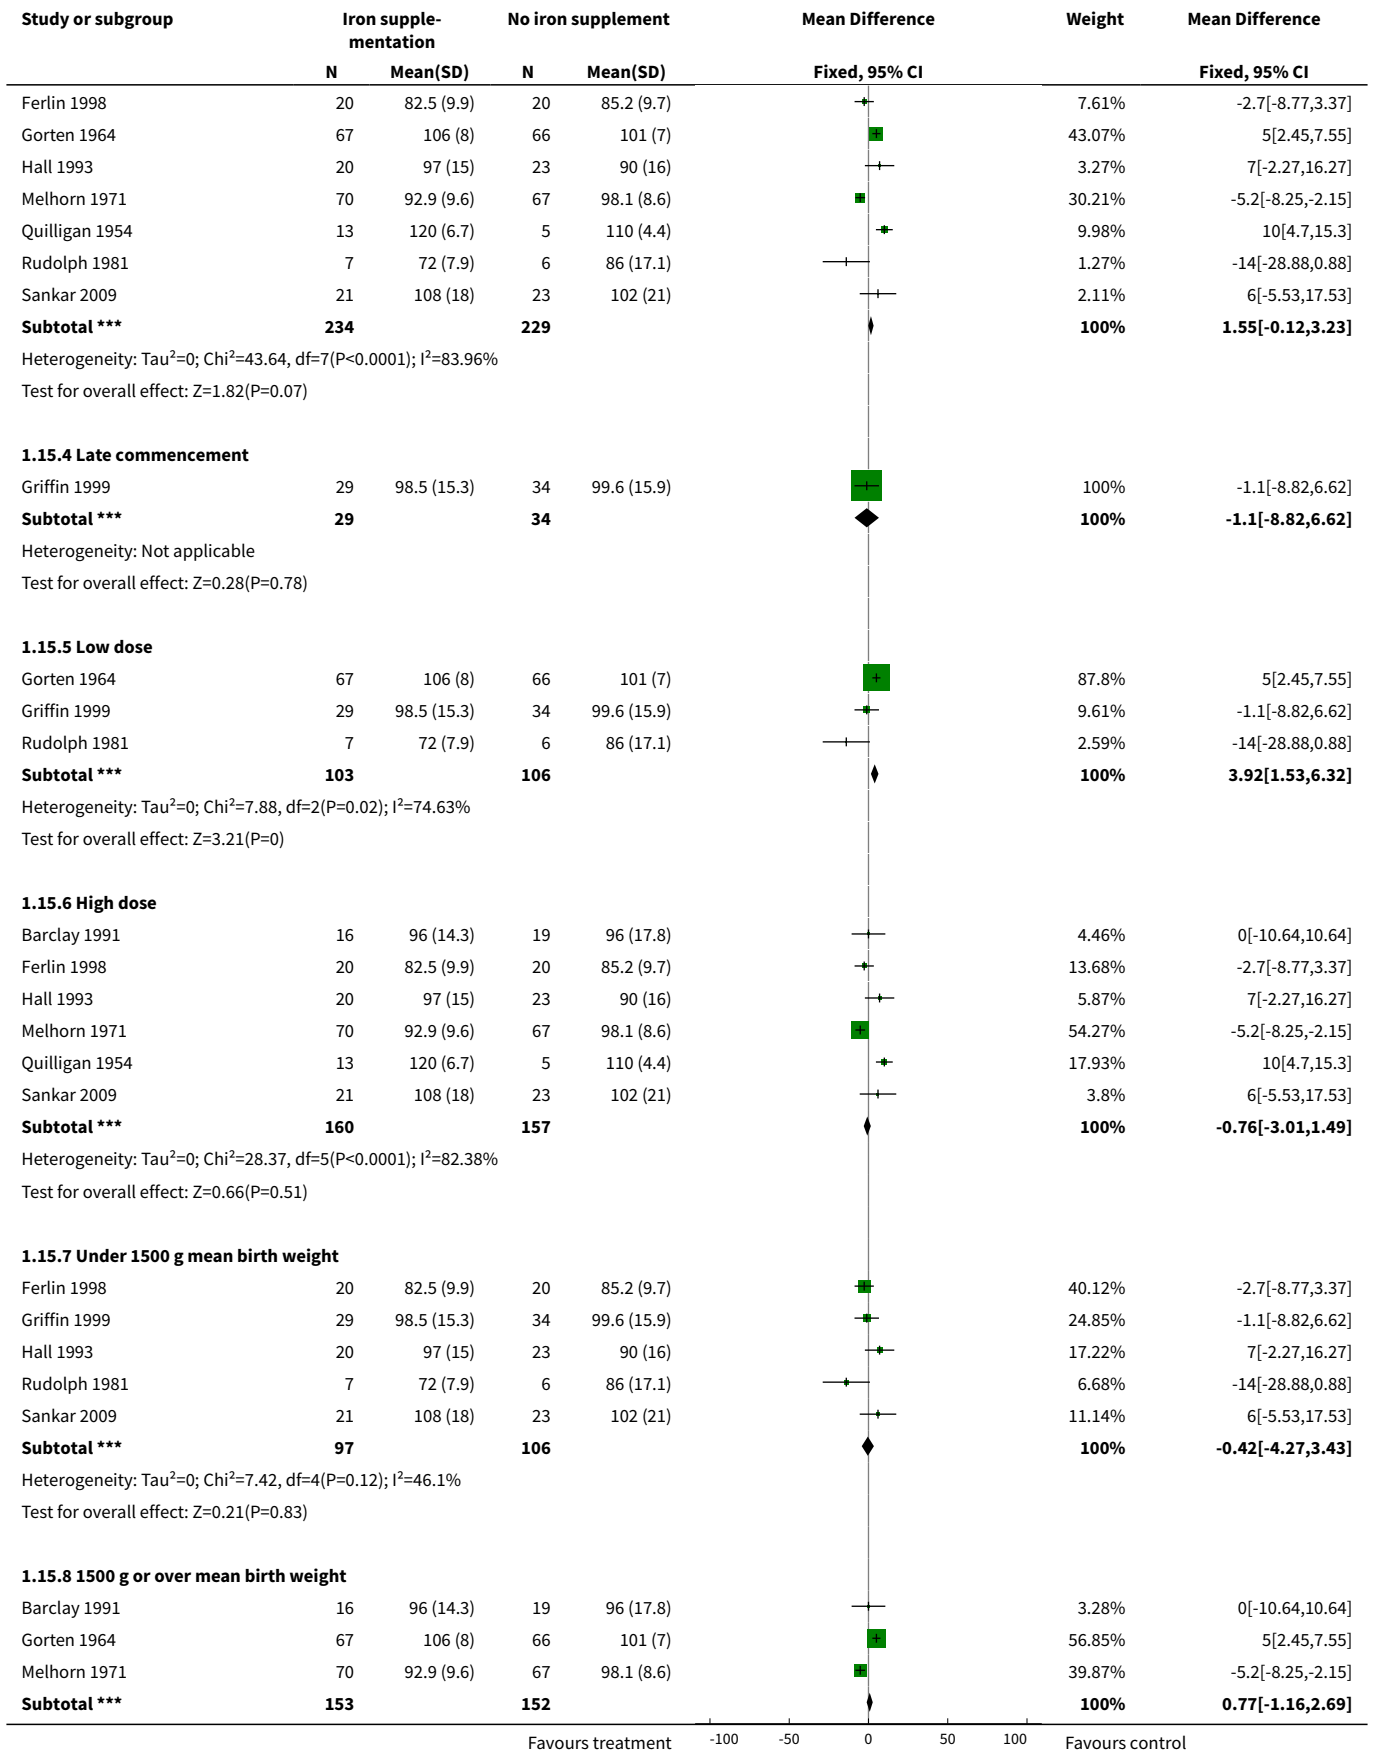 Study or subgroup Iron supple- No iron supplement Mean Difference Weight Mean Difference
mentation
N Mean(SD) N Mean(SD) Fixed, 95% CI Fixed, 95% CI
Ferlin 1998 20 82.5 (9.9) 20 85.2 (9.7) 7.61% -2.7[-8.77,3.37]
Gorten 1964 67 106 (8) 66 101 (7) 43.07% 5[2.45,7.55]
Hall 1993 20 97 (15) 23 90 (16) 3.27% 7[-2.27,16.27]
Melhorn 1971 70 92.9 (9.6) 67 98.1 (8.6) 30.21% -5.2[-8.25,-2.15]
Quilligan 1954 13 120 (6.7) 5 110 (4.4) 9.98% 10[4.7,15.3]
Rudolph 1981 7 72 (7.9) 6 86 (17.1) 1.27% -14[-28.88,0.88]
Sankar 2009 21 108 (18) 23 102 (21) 2.11% 6[-5.53,17.53]
Subtotal *** 234 229 100% 1.55[-0.12,3.23]
Heterogeneity: Tau²=0; Chi²=43.64, df=7(P<0.0001); I²=83.96%
Test for overall effect: Z=1.82(P=0.07)
1.15.4 Late commencement
Griffin 1999 29 98.5 (15.3) 34 99.6 (15.9) 100% -1.1[-8.82,6.62]
Subtotal *** 29 34 100% -1.1[-8.82,6.62]
Heterogeneity: Not applicable
Test for overall effect: Z=0.28(P=0.78)
1.15.5 Low dose
Gorten 1964 67 106 (8) 66 101 (7) 87.8% 5[2.45,7.55]
Griffin 1999 29 98.5 (15.3) 34 99.6 (15.9) 9.61% -1.1[-8.82,6.62]
Rudolph 1981 7 72 (7.9) 6 86 (17.1) 2.59% -14[-28.88,0.88]
Subtotal *** 103 106 100% 3.92[1.53,6.32]
Heterogeneity: Tau²=0; Chi²=7.88, df=2(P=0.02); I²=74.63%
Test for overall effect: Z=3.21(P=0)
1.15.6 High dose
Barclay 1991 16 96 (14.3) 19 96 (17.8) 4.46% 0[-10.64,10.64]
Ferlin 1998 20 82.5 (9.9) 20 85.2 (9.7) 13.68% -2.7[-8.77,3.37]
Hall 1993 20 97 (15) 23 90 (16) 5.87% 7[-2.27,16.27]
Melhorn 1971 70 92.9 (9.6) 67 98.1 (8.6) 54.27% -5.2[-8.25,-2.15]
Quilligan 1954 13 120 (6.7) 5 110 (4.4) 17.93% 10[4.7,15.3]
Sankar 2009 21 108 (18) 23 102 (21) 3.8% 6[-5.53,17.53]
Subtotal *** 160 157 100% -0.76[-3.01,1.49]
Heterogeneity: Tau²=0; Chi²=28.37, df=5(P<0.0001); I²=82.38%
Test for overall effect: Z=0.66(P=0.51)
1.15.7 Under 1500 g mean birth weight
Ferlin 1998 20 82.5 (9.9) 20 85.2 (9.7) 40.12% -2.7[-8.77,3.37]
Griffin 1999 29 98.5 (15.3) 34 99.6 (15.9) 24.85% -1.1[-8.82,6.62]
Hall 1993 20 97 (15) 23 90 (16) 17.22% 7[-2.27,16.27]
Rudolph 1981 7 72 (7.9) 6 86 (17.1) 6.68% -14[-28.88,0.88]
Sankar 2009 21 108 (18) 23 102 (21) 11.14% 6[-5.53,17.53]
Subtotal *** 97 106 100% -0.42[-4.27,3.43]
Heterogeneity: Tau²=0; Chi²=7.42, df=4(P=0.12); I²=46.1%
Test for overall effect: Z=0.21(P=0.83)
1.15.8 1500 g or over mean birth weight
Barclay 1991 16 96 (14.3) 19 96 (17.8) 3.28% 0[-10.64,10.64]
Gorten 1964 67 106 (8) 66 101 (7) 56.85% 5[2.45,7.55]
Melhorn 1971 70 92.9 (9.6) 67 98.1 (8.6) 39.87% -5.2[-8.25,-2.15]
Subtotal *** 153 152 100% 0.77[-1.16,2.69]
Favours treatment -100 -50 0 50 100 Favours control